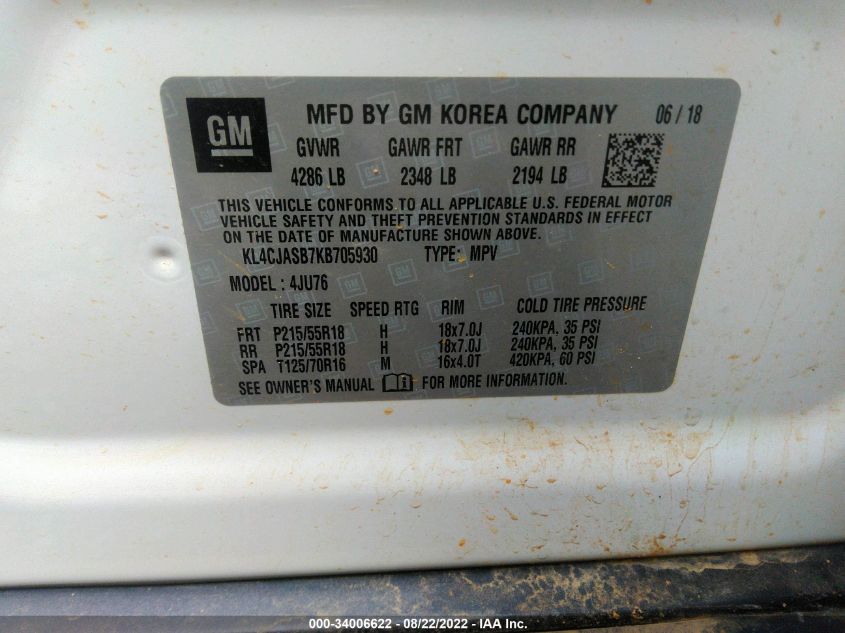 GM
MFD BY GM KOREA COMPANY 06 / 18
GVWR GAWR FRT GAWR RR
4286 LB 2348 LB 2194 LB
THIS VEHICLE CONFORMS TO ALL APPLICABLE U.S. FEDERAL MOTOR
VEHICLE SAFETY AND THEFT PREVENTION STANDARDS IN EFFECT
ON THE DATE OF MANUFACTURE SHOWN ABOVE.
KL4CJASB7KB705930 TYPE: MPV
MODEL : 4JU76
TIRE SIZE SPEED RTG RIM COLD TIRE PRESSURE
FRT P215/55R18 H 18x7.0J 240KPA, 35 PSI
RR P215/55R18 H 18x7.0J 240KPA, 35 PSI
SPA T125/70R16 M 16x4.0T 420KPA, 60 PSI
SEE OWNER'S MANUAL FOR MORE INFORMATION.
000-34006622 - 08/22/2022 - IAA Inc.